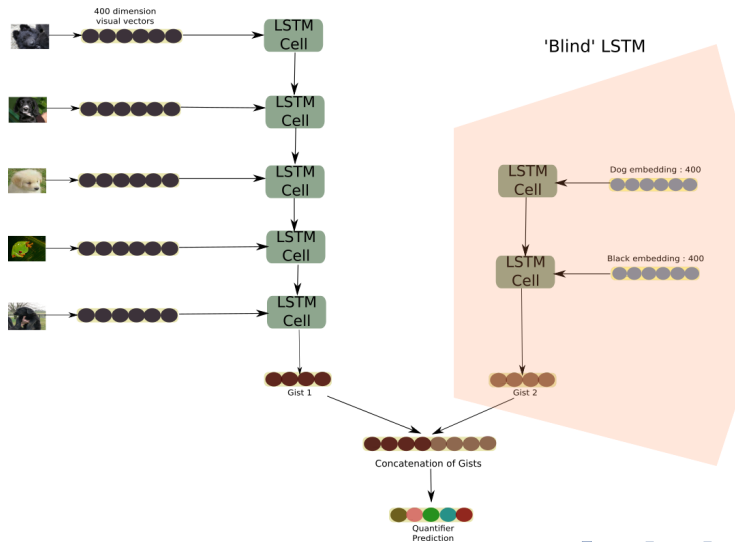 400 dimension
visual vectors
LSTM
Cell
LSTM
Cell
LSTM
Cell
LSTM
Cell
LSTM
Cell
Gist 1
'Blind' LSTM
LSTM
Cell
Dog embedding : 400
LSTM
Cell
Black embedding : 400
Gist 2
Concatenation of Gists
Quantifier
Prediction